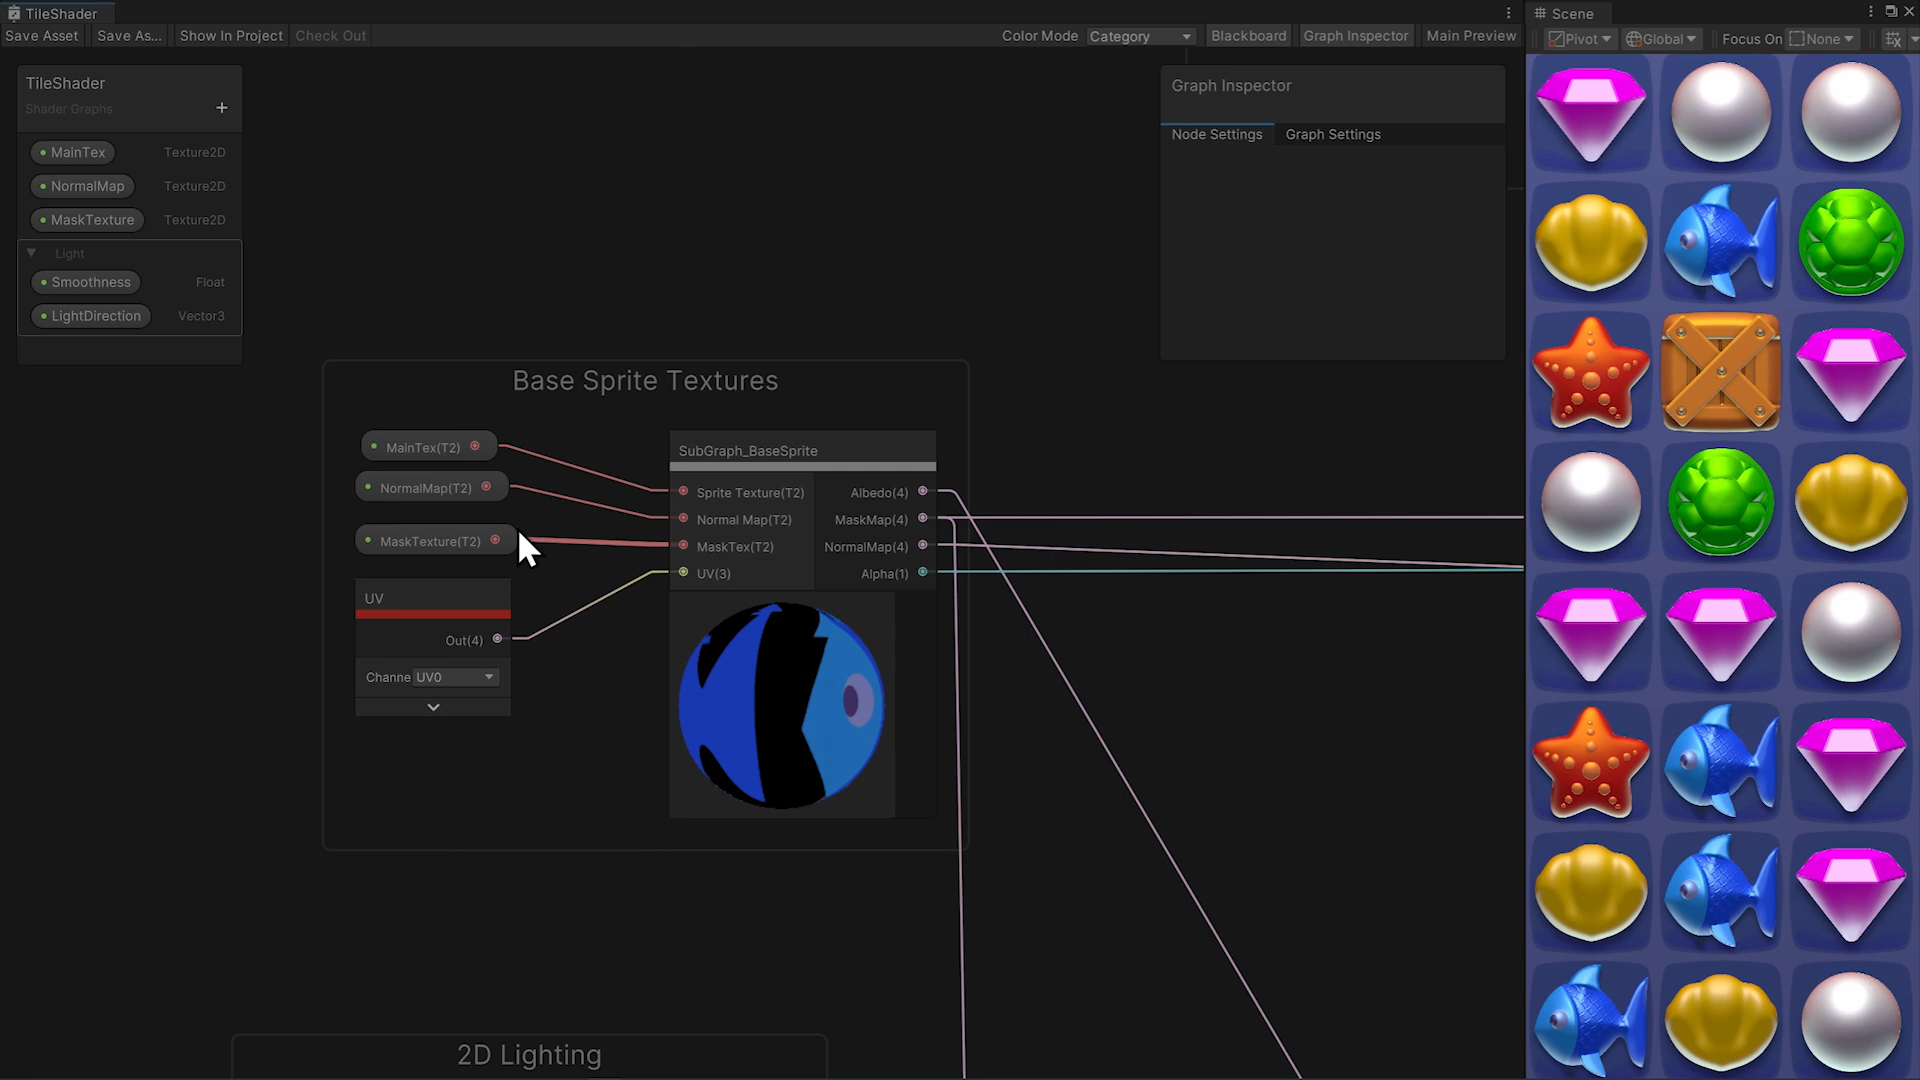 TileShader
Save Asset Save As... Show In Project Check Out
Color Mode Category Blackboard Graph Inspector Main Preview
Scene
Pivot Global Focus On None
TileShader
Shader Graphs
+
MainTex Texture2D
NormalMap Texture2D
MaskTexture Texture2D
Light
Smoothness Float
LightDirection Vector3
Graph Inspector
Node Settings Graph Settings
Base Sprite Textures
MainTex(T2)
NormalMap(T2)
MaskTexture(T2)
UV
Out(4)
Channe UV0
SubGraph_BaseSprite
Sprite Texture(T2) Albedo(4)
Normal Map(T2) MaskMap(4)
MaskTex(T2) NormalMap(4)
UV(3) Alpha(1)
2D Lighting